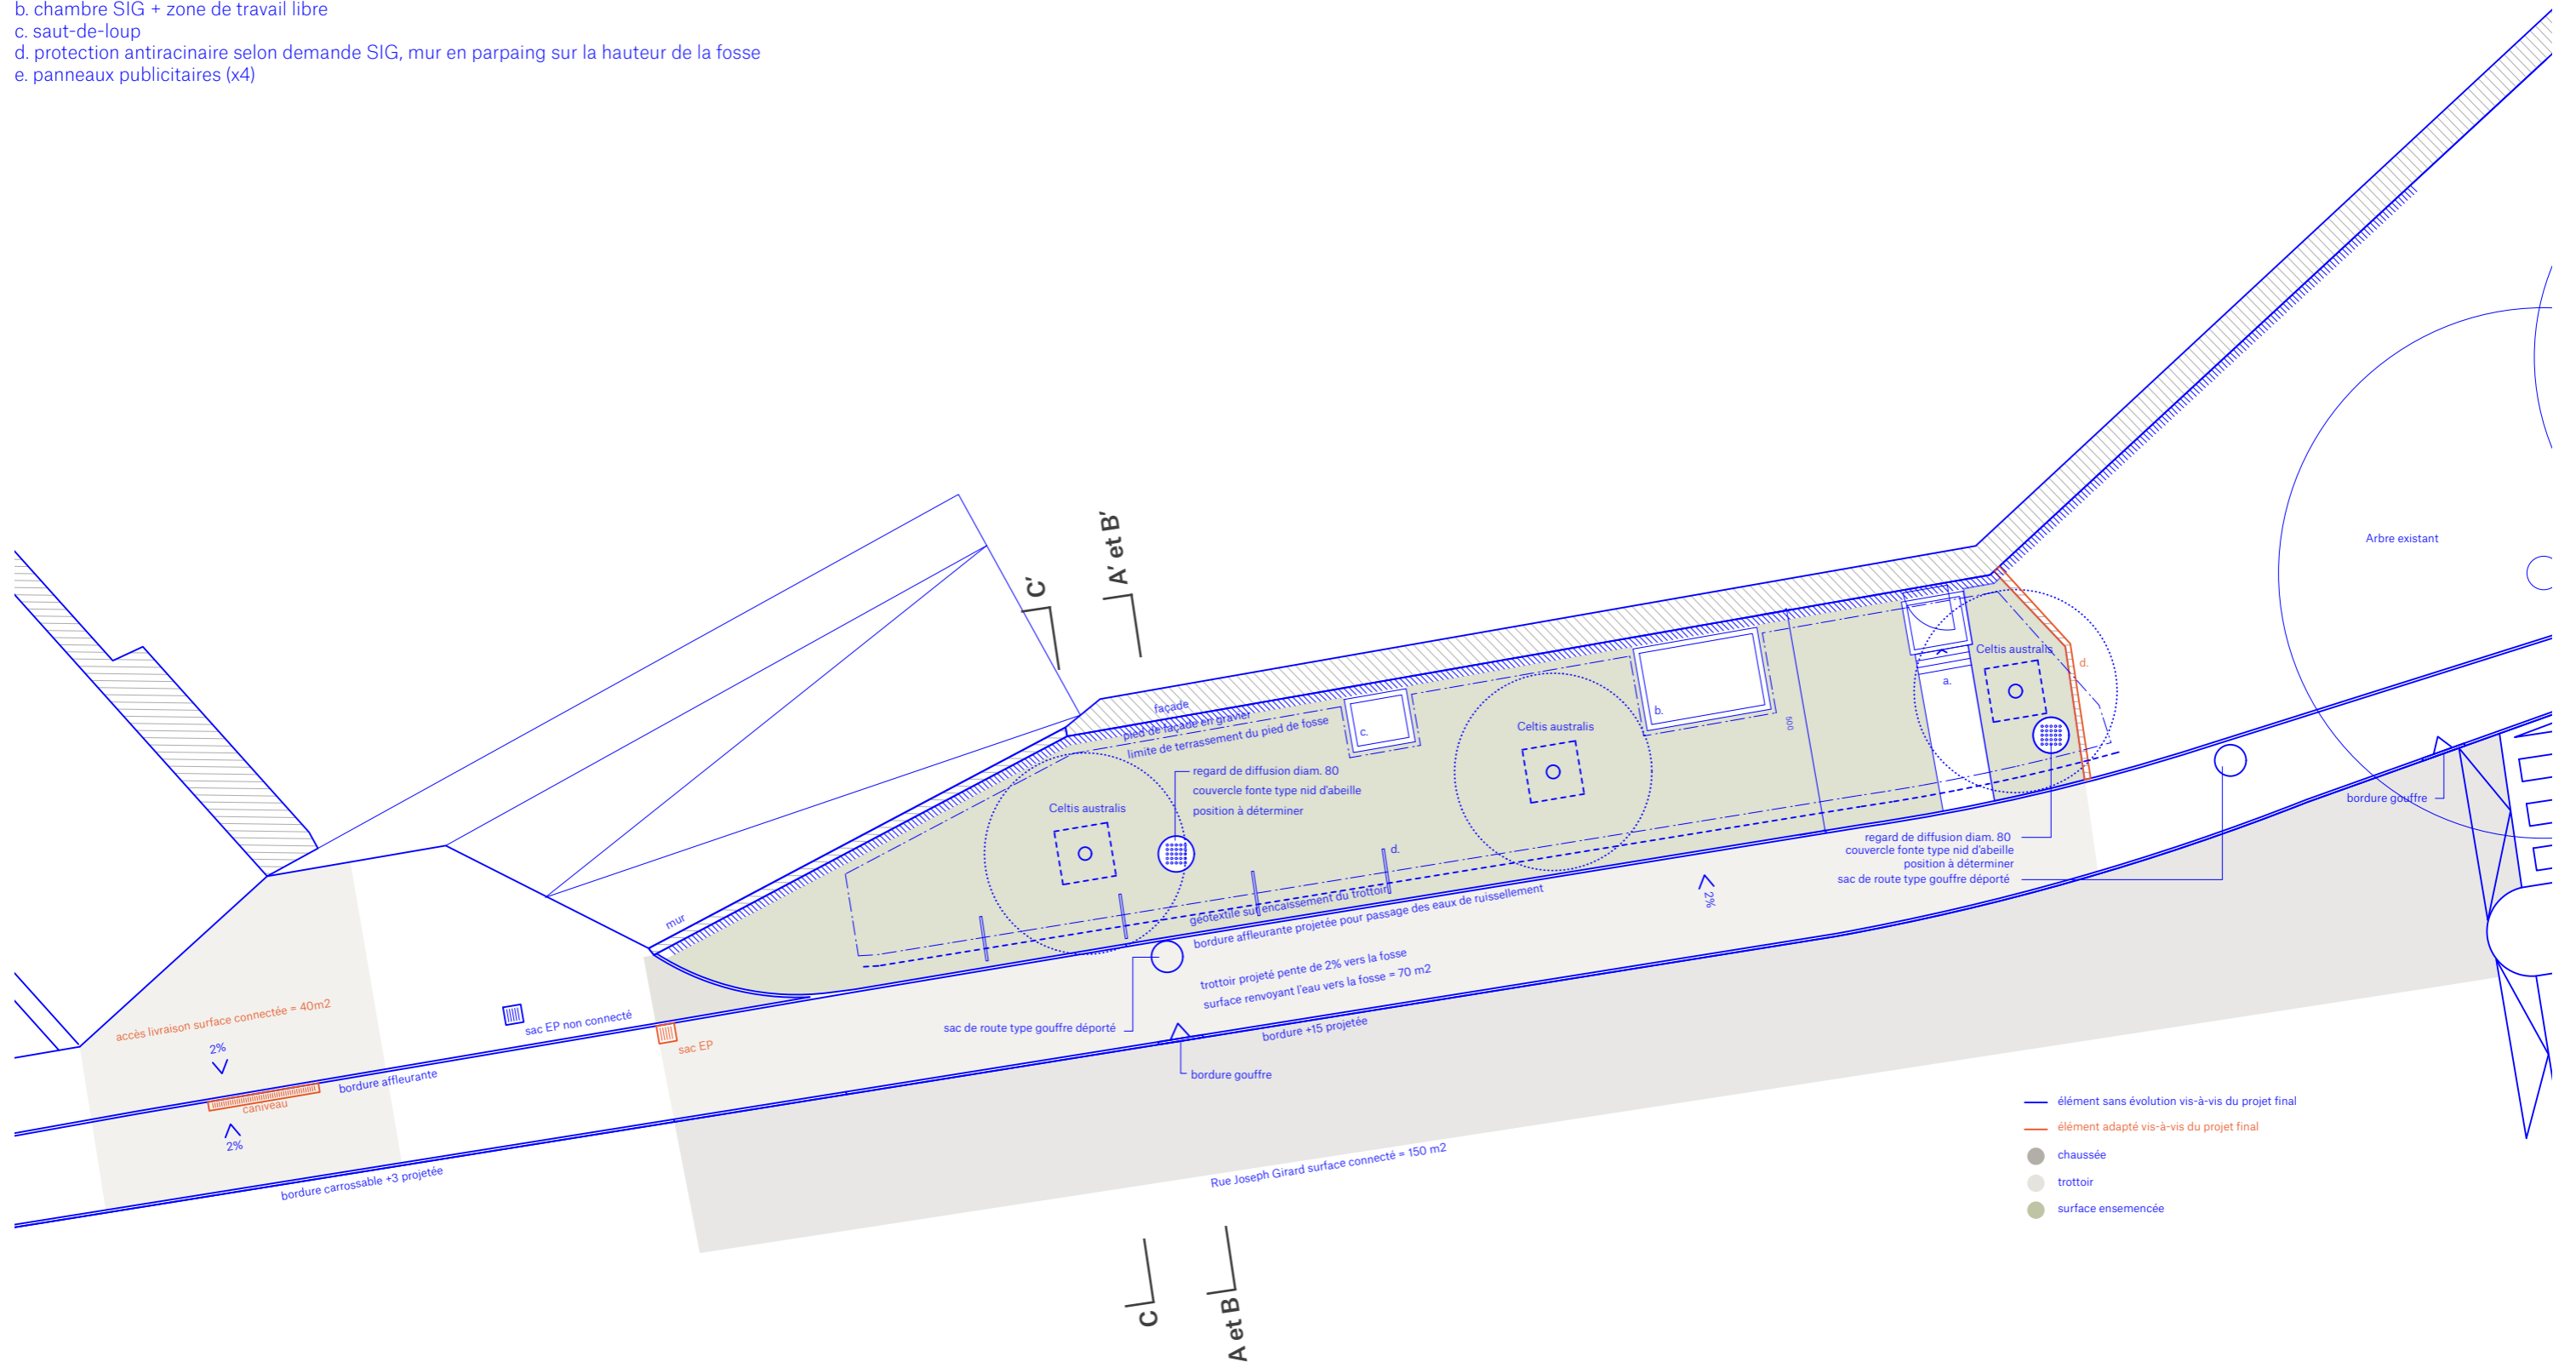 b. chambre SIG + zone de travail libre
c. saut-de-loup
d. protection antiracinaire selon demande SIG, mur en parpaing sur la hauteur de la fosse
e. panneaux publicitaires (x4)
C'
A' et B'
Arbre existant
façade
pied de façade en gravier
limite de terrassement du pied de fosse
c.
b.
500
Celtis australis
a.
d.
Celtis australis
regard de diffusion diam. 80
couvercle fonte type nid d'abeille
position à déterminer
Celtis australis
d.
bordure gouffre
regard de diffusion diam. 80
couvercle fonte type nid d'abeille
position à déterminer
sac de route type gouffre déporté
2%
mur
géotextile sur encaissement du trottoir
bordure affleurante projetée pour passage des eaux de ruissellement
trottoir projeté pente de 2% vers la fosse
surface renvoyant l'eau vers la fosse = 70 m2
sac de route type gouffre déporté
bordure +15 projetée
bordure gouffre
accès livraison surface connectée = 40m2
sac EP non connecté
sac EP
2%
bordure affleurante
caniveau
2%
bordure carrossable +3 projetée
Rue Joseph Girard surface connecté = 150 m2
élément sans évolution vis-à-vis du projet final
élément adapté vis-à-vis du projet final
chaussée
trottoir
surface ensemencée
C
A et B